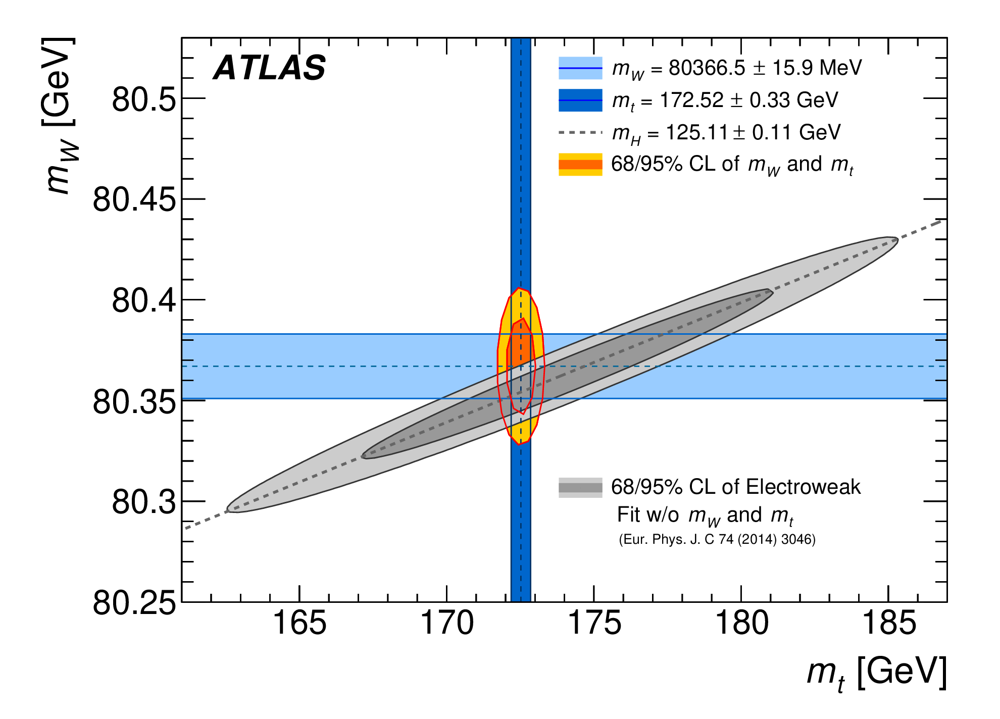 ATLAS
m_W = 80366.5 ± 15.9 MeV
m_t = 172.52 ± 0.33 GeV
m_H = 125.11 ± 0.11 GeV
68/95% CL of m_W and m_t
m_W [GeV]
80.5
80.45
80.4
80.35
80.3
80.25
68/95% CL of Electroweak
Fit w/o m_W and m_t
(Eur. Phys. J. C 74 (2014) 3046)
165 170 175 180 185
m_t [GeV]